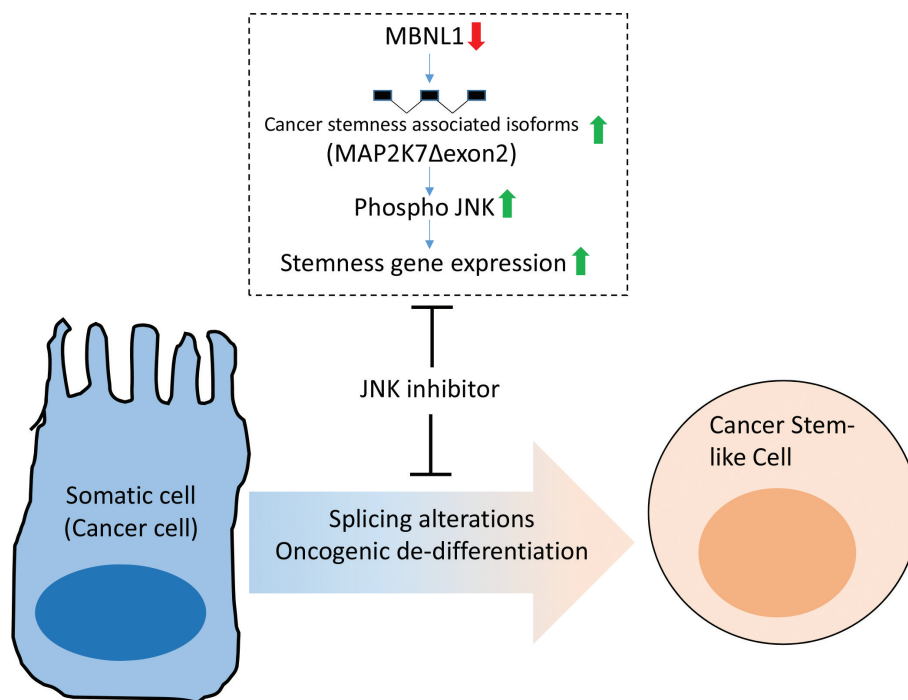 MBNL1
Cancer stemness associated isoforms
(MAP2K7Δexon2)
Phospho JNK
Stemness gene expression
JNK inhibitor
Somatic cell
(Cancer cell)
Splicing alterations
Oncogenic de-differentiation
Cancer Stem-
like Cell